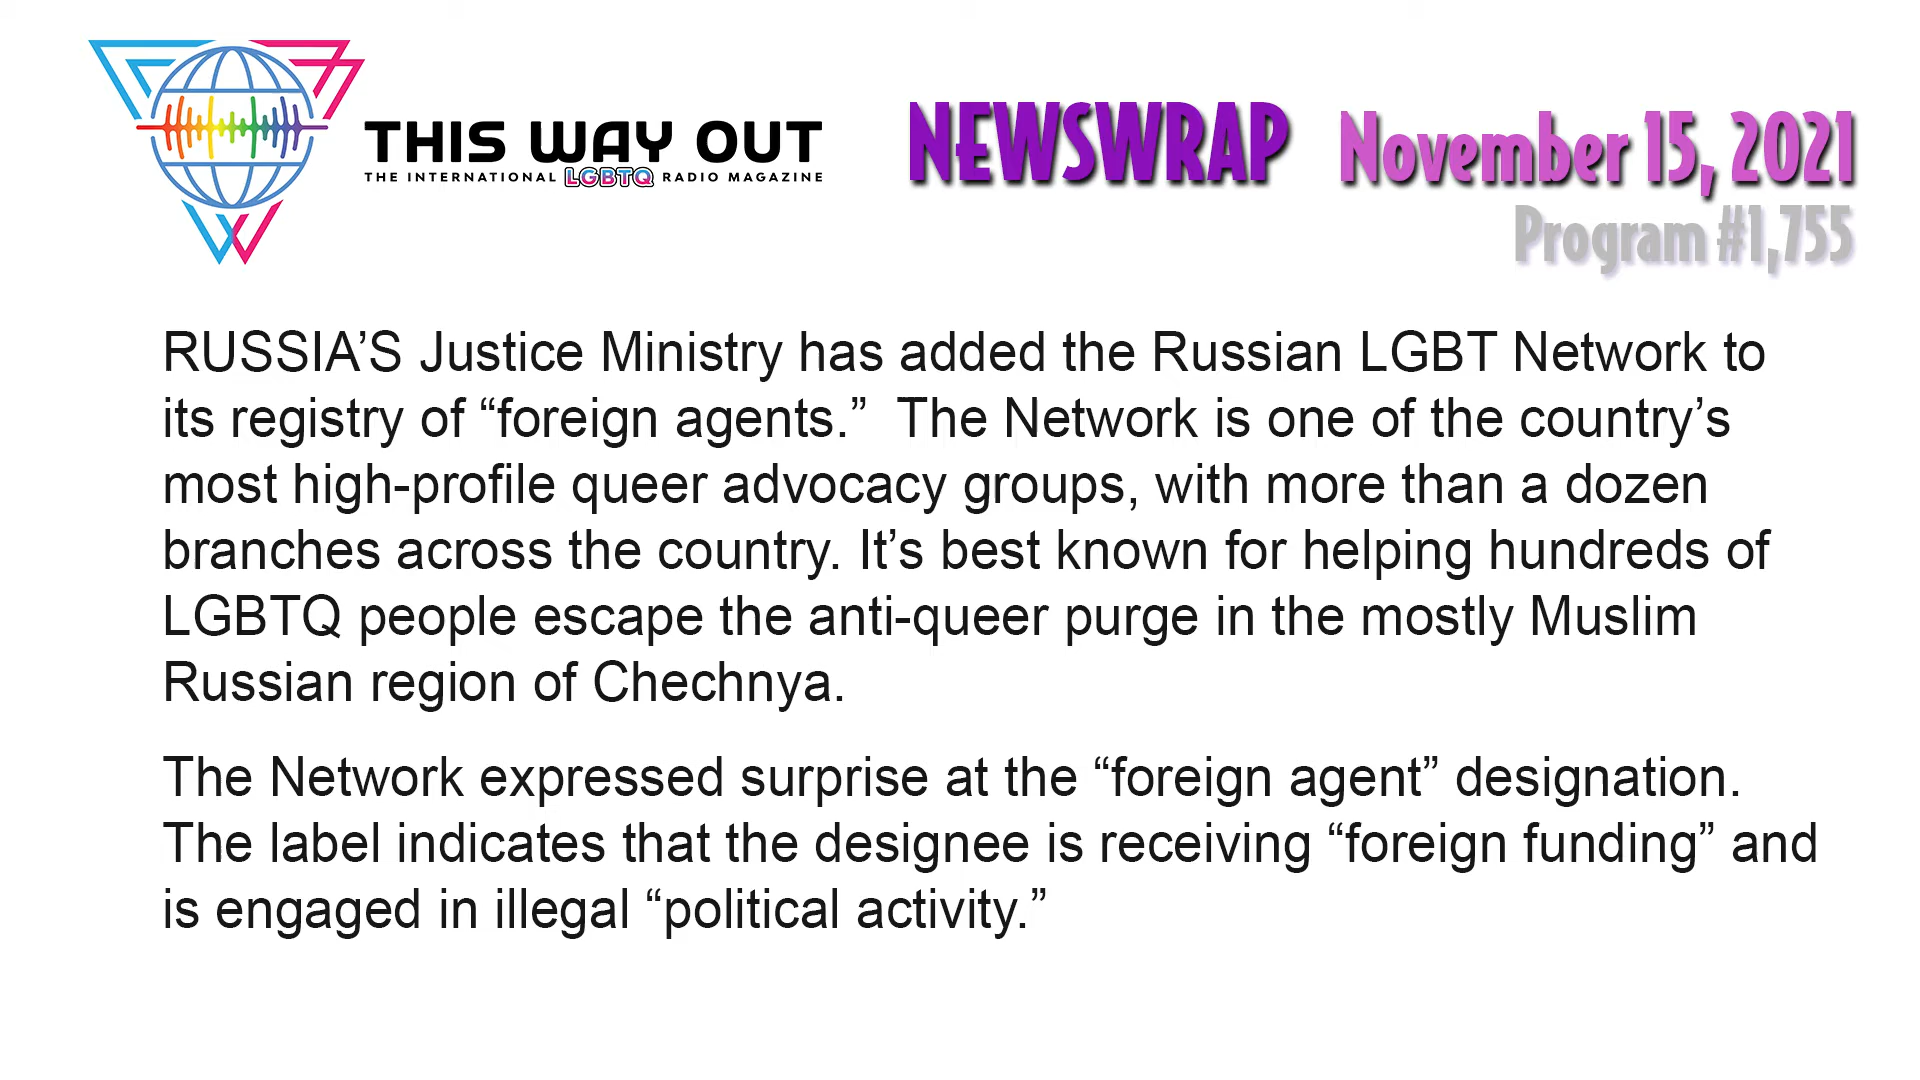 THIS WAY OUT
THE INTERNATIONAL LGBTQ RADIO MAGAZINE
NEWSWRAP
November 15, 2021
Program #1,755
RUSSIA’S Justice Ministry has added the Russian LGBT Network to
its registry of “foreign agents.”  The Network is one of the country’s
most high-profile queer advocacy groups, with more than a dozen
branches across the country. It’s best known for helping hundreds of
LGBTQ people escape the anti-queer purge in the mostly Muslim
Russian region of Chechnya.
The Network expressed surprise at the “foreign agent” designation.
The label indicates that the designee is receiving “foreign funding” and
is engaged in illegal “political activity.”